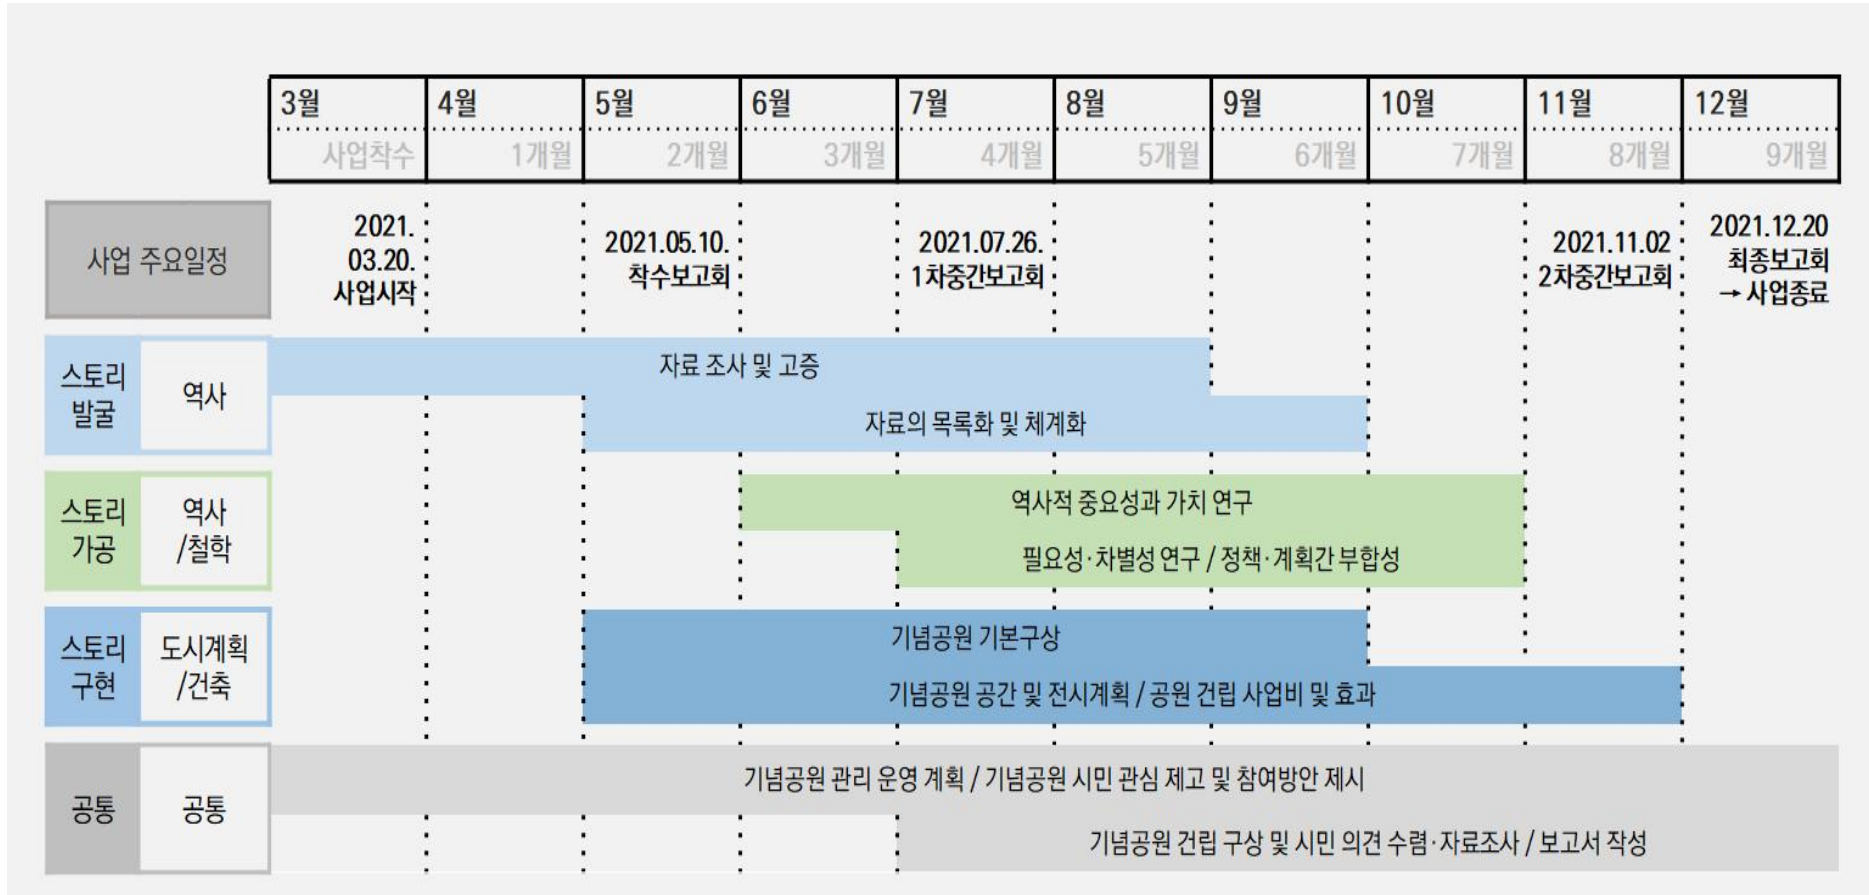 3월 4월 5월 6월 7월 8월 9월 10월 11월 12월
사업착수 1개월 2개월 3개월 4개월 5개월 6개월 7개월 8개월 9개월
사업 주요일정
2021.
03.20.
사업시작
2021.05.10.
착수보고회
2021.07.26.
1차중간보고회
2021.11.02
2차중간보고회
2021.12.20
최종보고회
→ 사업종료
스토리
발굴
역사
자료 조사 및 고증
자료의 목록화 및 체계화
스토리
가공
역사
/철학
역사적 중요성과 가치 연구
필요성·차별성 연구 / 정책·계획간 부합성
스토리
구현
도시계획
/건축
기념공원 기본구상
기념공원 공간 및 전시계획 / 공원 건립 사업비 및 효과
공통
공통
기념공원 관리 운영 계획 / 기념공원 시민 관심 제고 및 참여방안 제시
기념공원 건립 구상 및 시민 의견 수렴·자료조사 / 보고서 작성